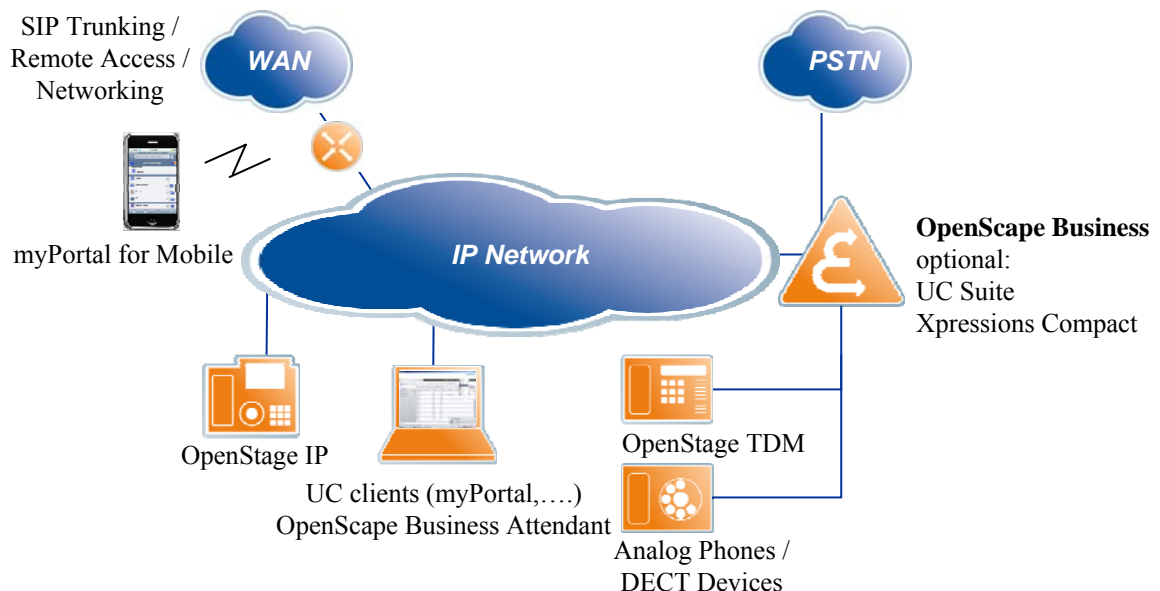 SIP Trunking /
Remote Access /
Networking
WAN
PSTN
myPortal for Mobile
IP Network
OpenScape Business
optional:
UC Suite
Xpressions Compact
OpenStage IP
UC clients (myPortal,….)
OpenScape Business Attendant
OpenStage TDM
Analog Phones /
DECT Devices